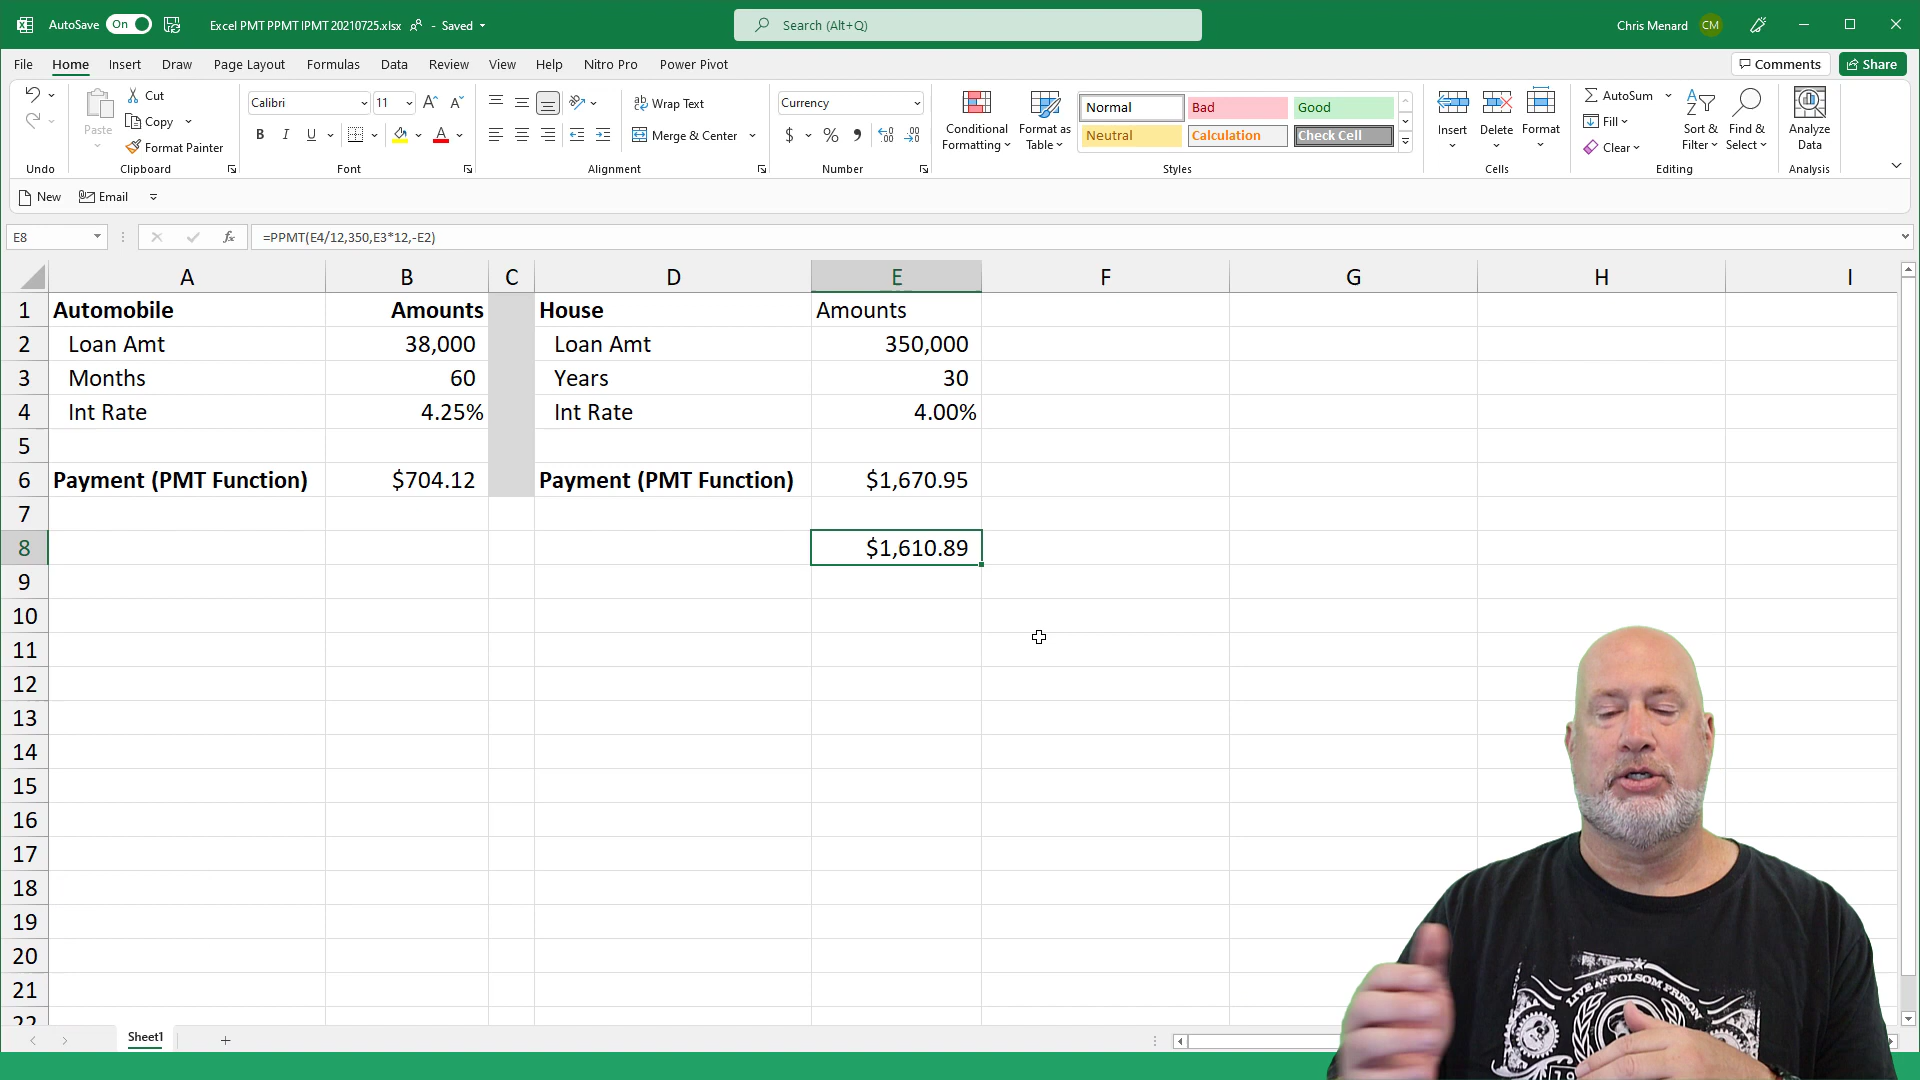 AutoSave On Excel PMT PPMT IPMT 20210725.xlsx - Saved Search (Alt+Q) Chris Menard CM
File Home Insert Draw Page Layout Formulas Data Review View Help Nitro Pro Power Pivot Comments Share
Paste Cut Copy Format Painter
Calibri 11 B I U A
Wrap Text Merge & Center
Currency $ %
Conditional Formatting Format as Table
Normal Bad Good
Neutral Calculation Check Cell
Insert Delete Format
AutoSum Fill Clear
Sort & Filter Find & Select
Analyze Data
Undo Clipboard Font Alignment Number Styles Cells Editing Analysis
New Email
E8 fx =PPMT(E4/12,350,E3*12,-E2)
A B C D E F G H I
1 Automobile Amounts House Amounts
2 Loan Amt 38,000 Loan Amt 350,000
3 Months 60 Years 30
4 Int Rate 4.25% Int Rate 4.00%
5
6 Payment (PMT Function) $704.12 Payment (PMT Function) $1,670.95
7
8 $1,610.89
9
10
11
12
13
14
15
16
17
18
19
20
21
22
Sheet1
LIVE AT FOLSOM PRISON